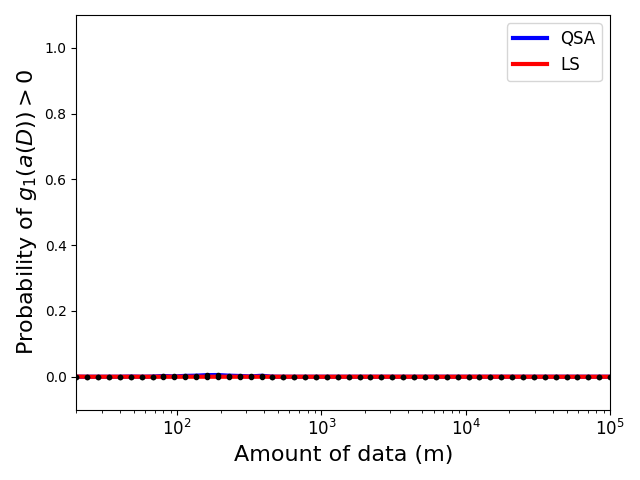 QSA
LS
1.0
0.8
0.6
0.4
0.2
0.0
Probability of g₁(a(D)) > 0
10² 10³ 10⁴ 10⁵
Amount of data (m)